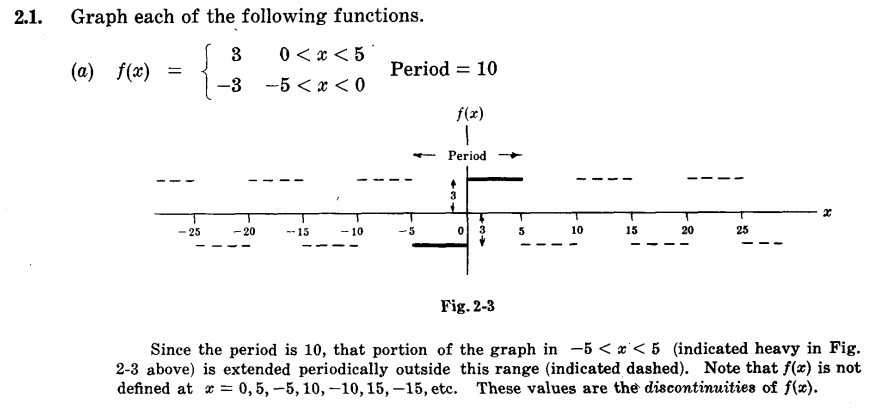 2.1. Graph each of the following functions.
(a) f(x) = { 3 0 < x < 5
−3 −5 < x < 0
Period = 10
f(x)
← Period →
3
x
−25 −20 −15 −10 −5 0 3 5 10 15 20 25
Fig. 2-3
Since the period is 10, that portion of the graph in −5 < x < 5 (indicated heavy in Fig.
2-3 above) is extended periodically outside this range (indicated dashed). Note that f(x) is not
defined at x = 0, 5, −5, 10, −10, 15, −15, etc. These values are the discontinuities of f(x).